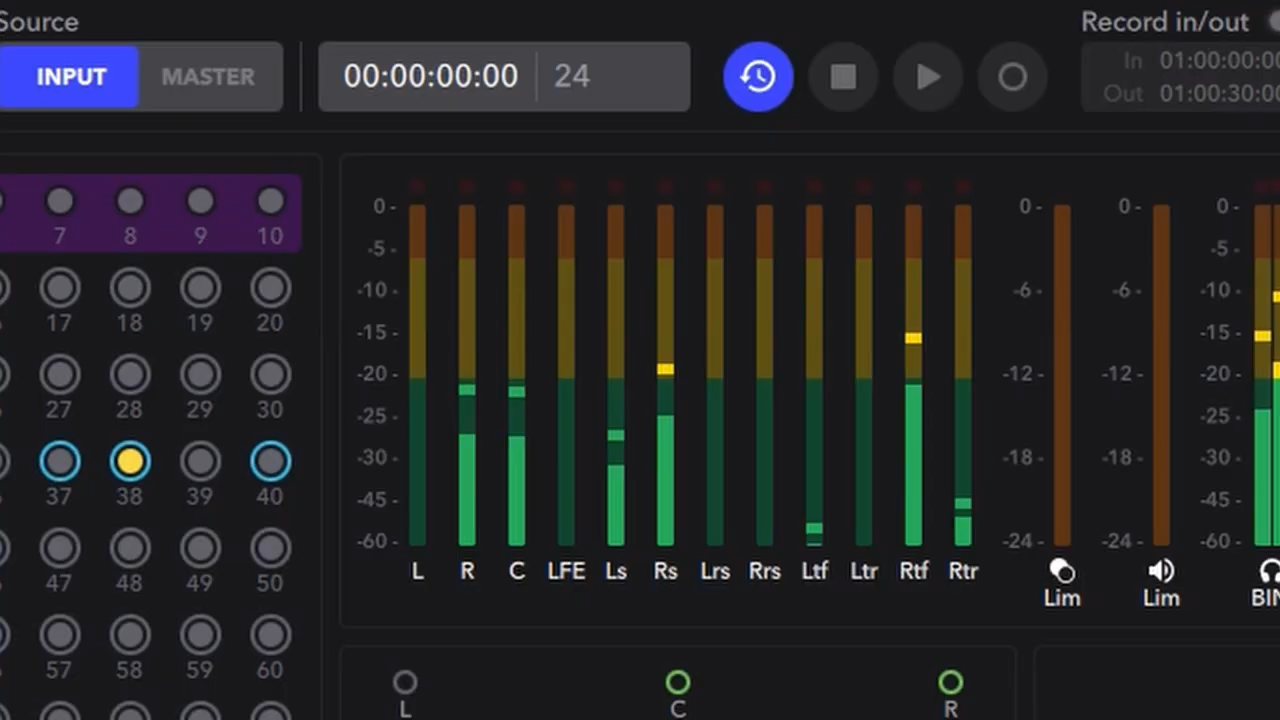 Source
Record in/out
INPUT MASTER
00:00:00:00 24
In 01:00:00:00
Out 01:00:30:00
7 8 9 10
17 18 19 20
27 28 29 30
37 38 39 40
47 48 49 50
57 58 59 60
0 -
-5 -
-10 -
-15 -
-20 -
-25 -
-30 -
-45 -
-60 -
L R C LFE Ls Rs Lrs Rrs Ltf Ltr Rtf Rtr
0 -
-6 -
-12 -
-18 -
-24 -
Lim
0 -
-6 -
-12 -
-18 -
-24 -
Lim
0 -
-5 -
-10 -
-15 -
-20 -
-25 -
-30 -
-45 -
-60 -
L C R